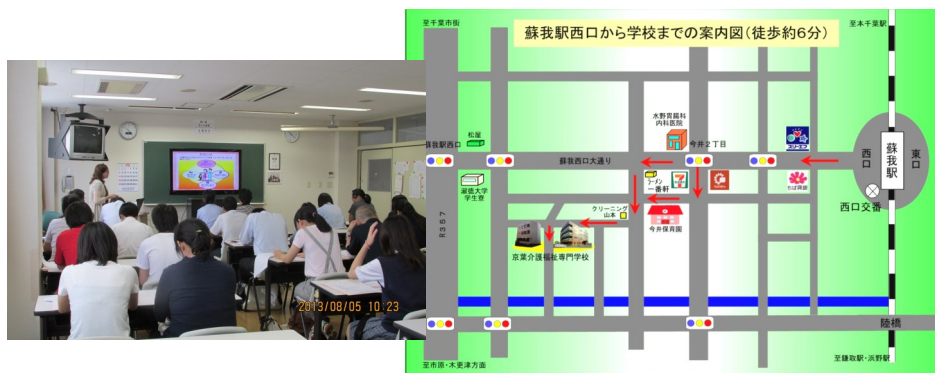 2013/08/05 10:23
至千葉市街
蘇我駅西口から学校までの案内図(徒歩約6分)
至本千葉駅
水野胃腸科
内科医院
松屋
蘇我駅西口
今井2丁目
蘇我西口大通り
西口
蘇我駅
東口
淑徳大学
学生寮
ラーメン
一番軒
ちば興銀
西口交番
クリーニング
山本
今井保育園
R357
京葉介護福祉専門学校
陸橋
至市原・木更津方面
至鎌取駅・浜野駅